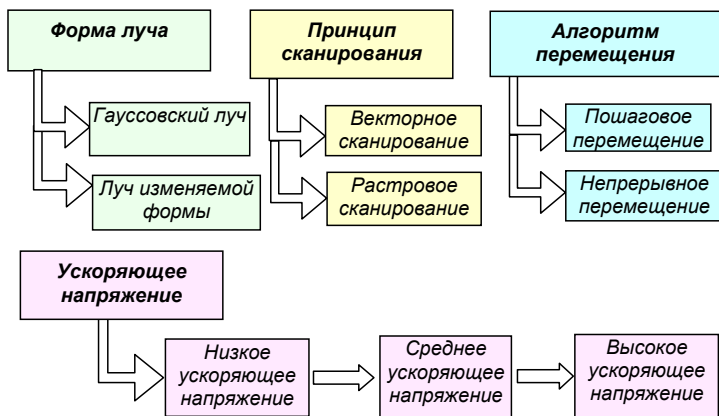 Форма луча
Гауссовский луч
Луч изменяемой
формы
Принцип
сканирования
Векторное
сканирование
Растровое
сканирование
Алгоритм
перемещения
Пошаговое
перемещение
Непрерывное
перемещение
Ускоряющее
напряжение
Низкое
ускоряющее
напряжение
Среднее
ускоряющее
напряжение
Высокое
ускоряющее
напряжение